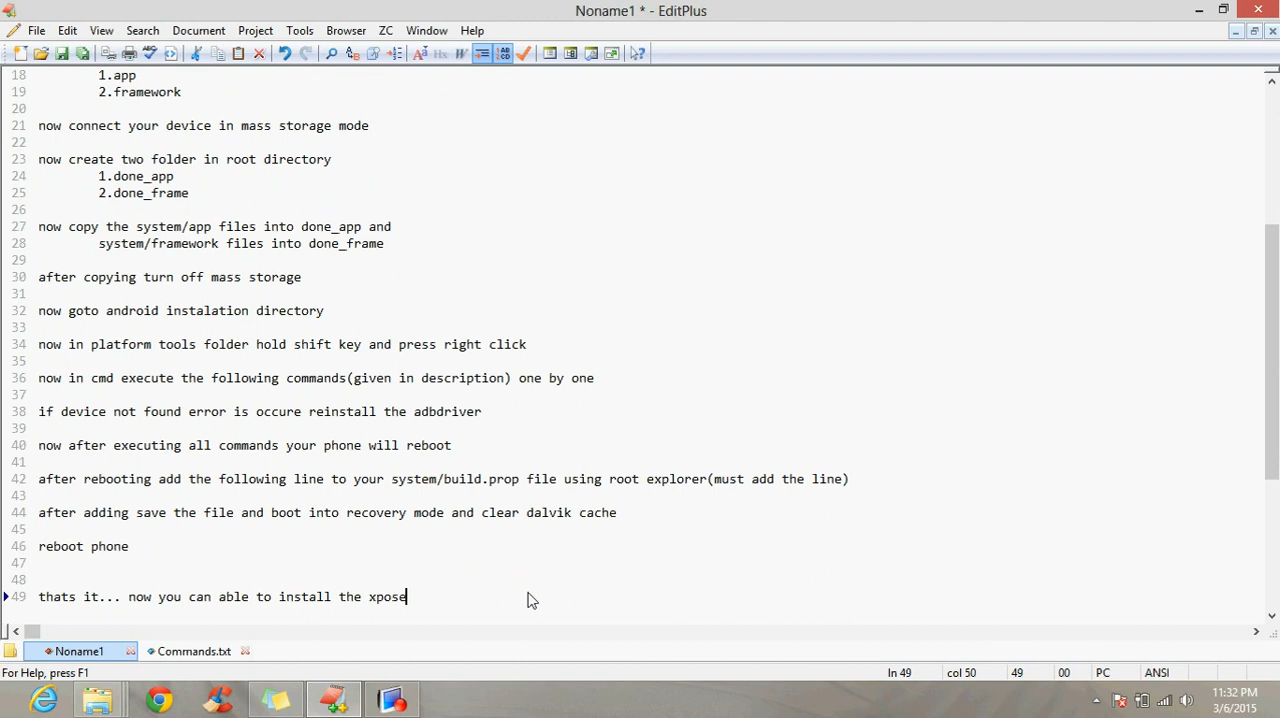 Noname1 * - EditPlus
File Edit View Search Document Project Tools Browser ZC Window Help
18 1.app
19 2.framework
20
21 now connect your device in mass storage mode
22
23 now create two folder in root directory
24 1.done_app
25 2.done_frame
26
27 now copy the system/app files into done_app and
28 system/framework files into done_frame
29
30 after copying turn off mass storage
31
32 now goto android instalation directory
33
34 now in platform tools folder hold shift key and press right click
35
36 now in cmd execute the following commands(given in description) one by one
37
38 if device not found error is occure reinstall the adbdriver
39
40 now after executing all commands your phone will reboot
41
42 after rebooting add the following line to your system/build.prop file using root explorer(must add the line)
43
44 after adding save the file and boot into recovery mode and clear dalvik cache
45
46 reboot phone
47
48
49 thats it... now you can able to install the xpose
Noname1 Commands.txt
For Help, press F1 ln 49 col 50 49 00 PC ANSI
11:32 PM
3/6/2015